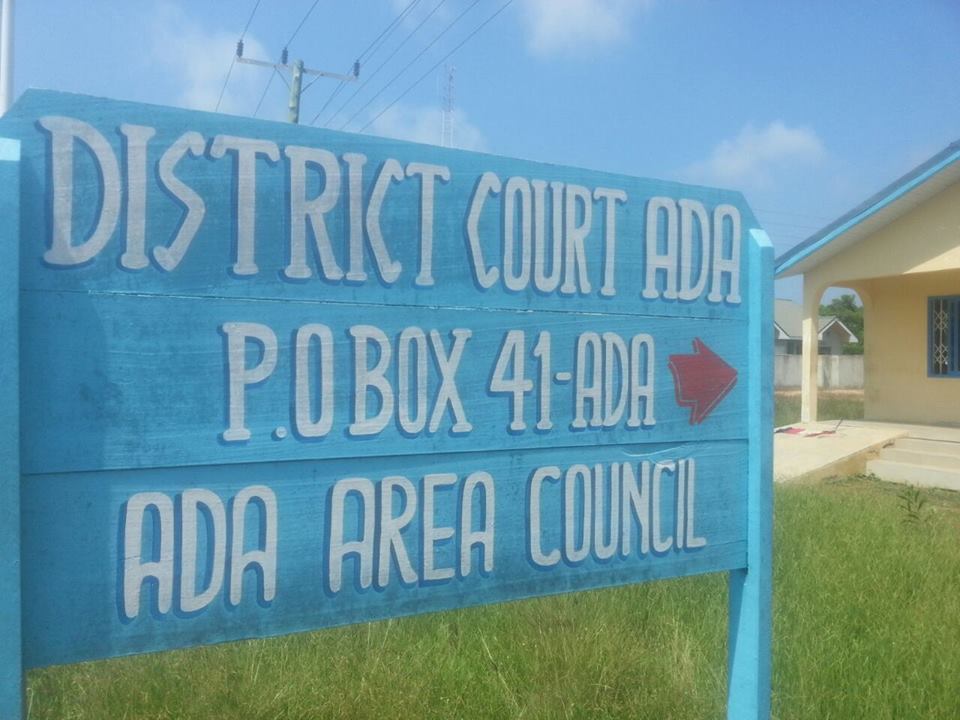 DISTRICT COURT ADA
P.O BOX 41-ADA
ADA AREA COUNCIL